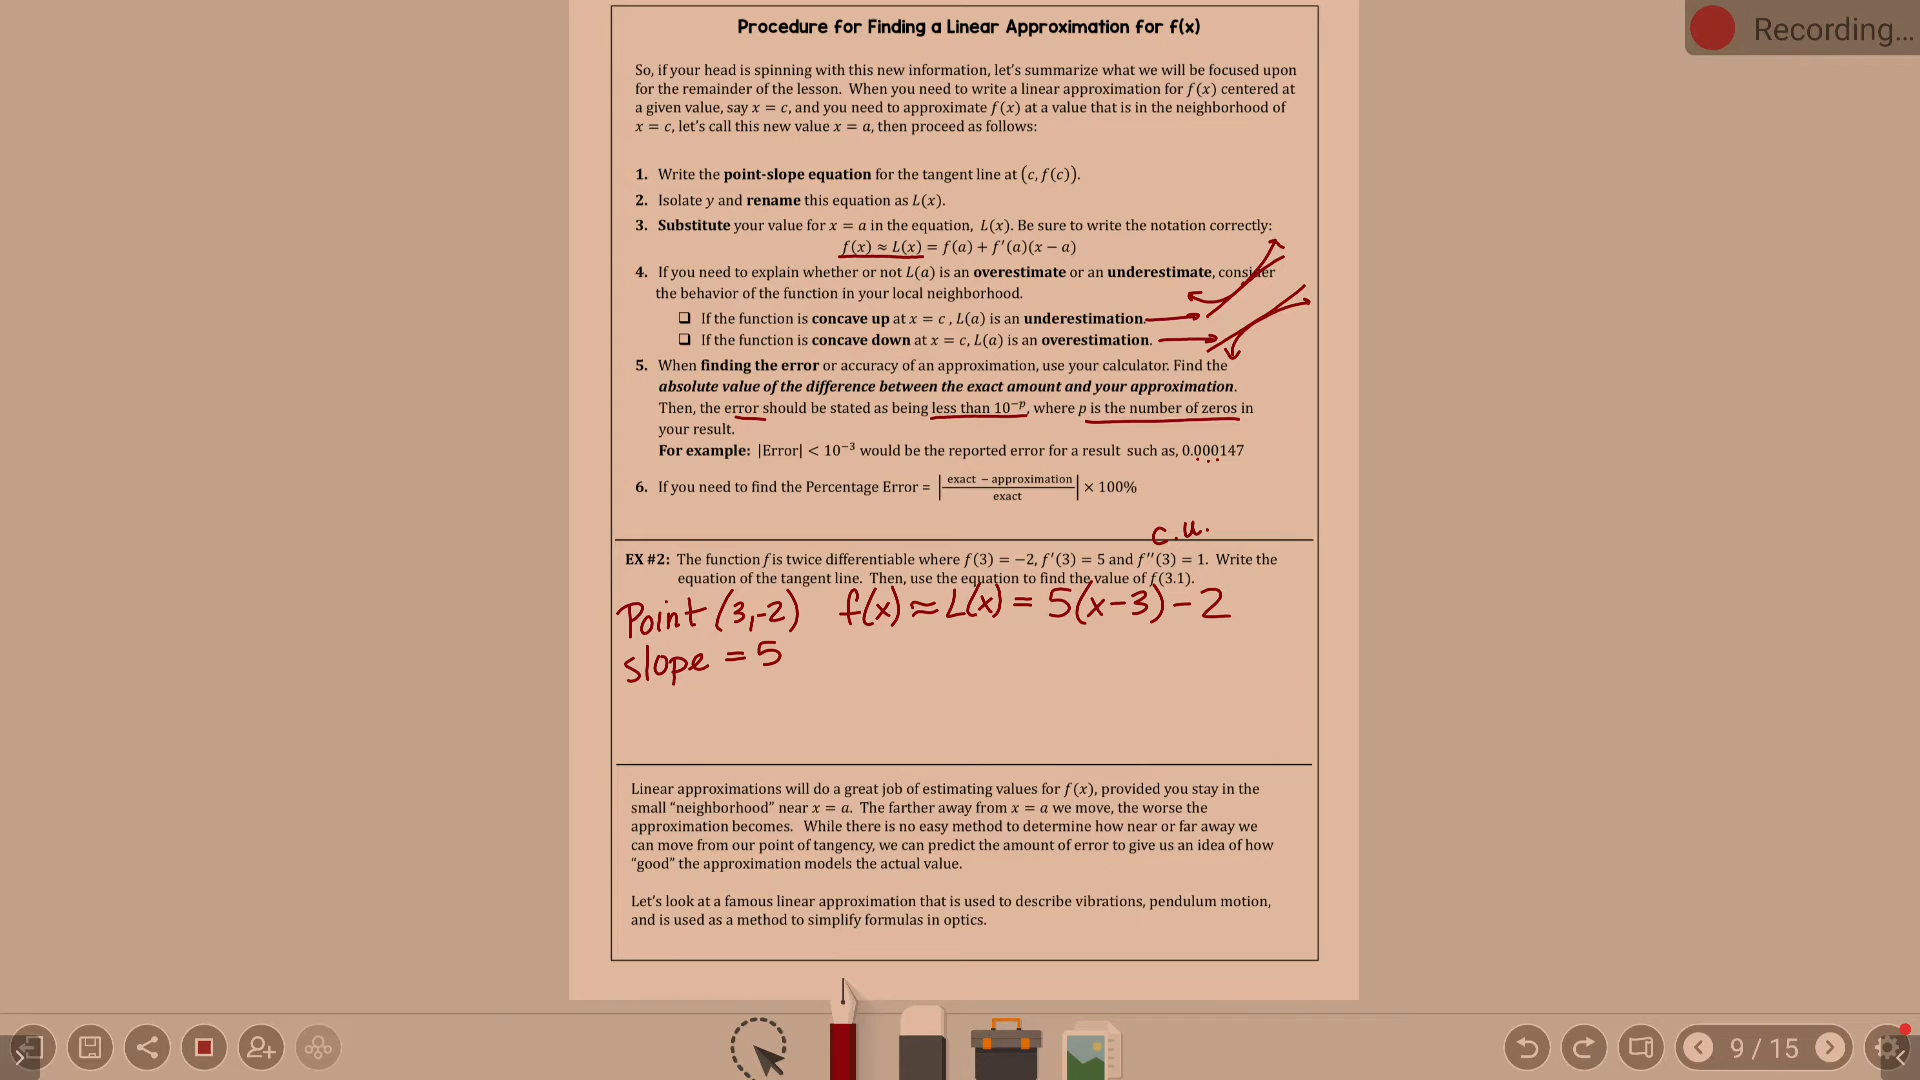 Recording...
Procedure for Finding a Linear Approximation for f(x)
So, if your head is spinning with this new information, let's summarize what we will be focused upon
for the remainder of the lesson. When you need to write a linear approximation for f(x) centered at
a given value, say x = c, and you need to approximate f(x) at a value that is in the neighborhood of
x = c, let's call this new value x = a, then proceed as follows:
1. Write the point-slope equation for the tangent line at (c, f(c)).
2. Isolate y and rename this equation as L(x).
3. Substitute your value for x = a in the equation, L(x). Be sure to write the notation correctly:
f(x) ≈ L(x) = f(a) + f′(a)(x − a)
4. If you need to explain whether or not L(a) is an overestimate or an underestimate, consider
the behavior of the function in your local neighborhood.
❑ If the function is concave up at x = c , L(a) is an underestimation.
❑ If the function is concave down at x = c, L(a) is an overestimation.
5. When finding the error or accuracy of an approximation, use your calculator. Find the
absolute value of the difference between the exact amount and your approximation.
Then, the error should be stated as being less than 10⁻ᵖ, where p is the number of zeros in
your result.
For example: |Error| < 10⁻³ would be the reported error for a result such as, 0.000147
6. If you need to find the Percentage Error = | exact − approximation / exact | × 100%
c.u.
EX #2: The function f is twice differentiable where f(3) = −2, f′(3) = 5 and f′′(3) = 1. Write the
equation of the tangent line. Then, use the equation to find the value of f(3.1).
Point (3,-2) f(x) ≈ L(x) = 5(x-3) - 2
slope = 5
Linear approximations will do a great job of estimating values for f(x), provided you stay in the
small "neighborhood" near x = a. The farther away from x = a we move, the worse the
approximation becomes. While there is no easy method to determine how near or far away we
can move from our point of tangency, we can predict the amount of error to give us an idea of how
"good" the approximation models the actual value.
Let's look at a famous linear approximation that is used to describe vibrations, pendulum motion,
and is used as a method to simplify formulas in optics.
9 / 15